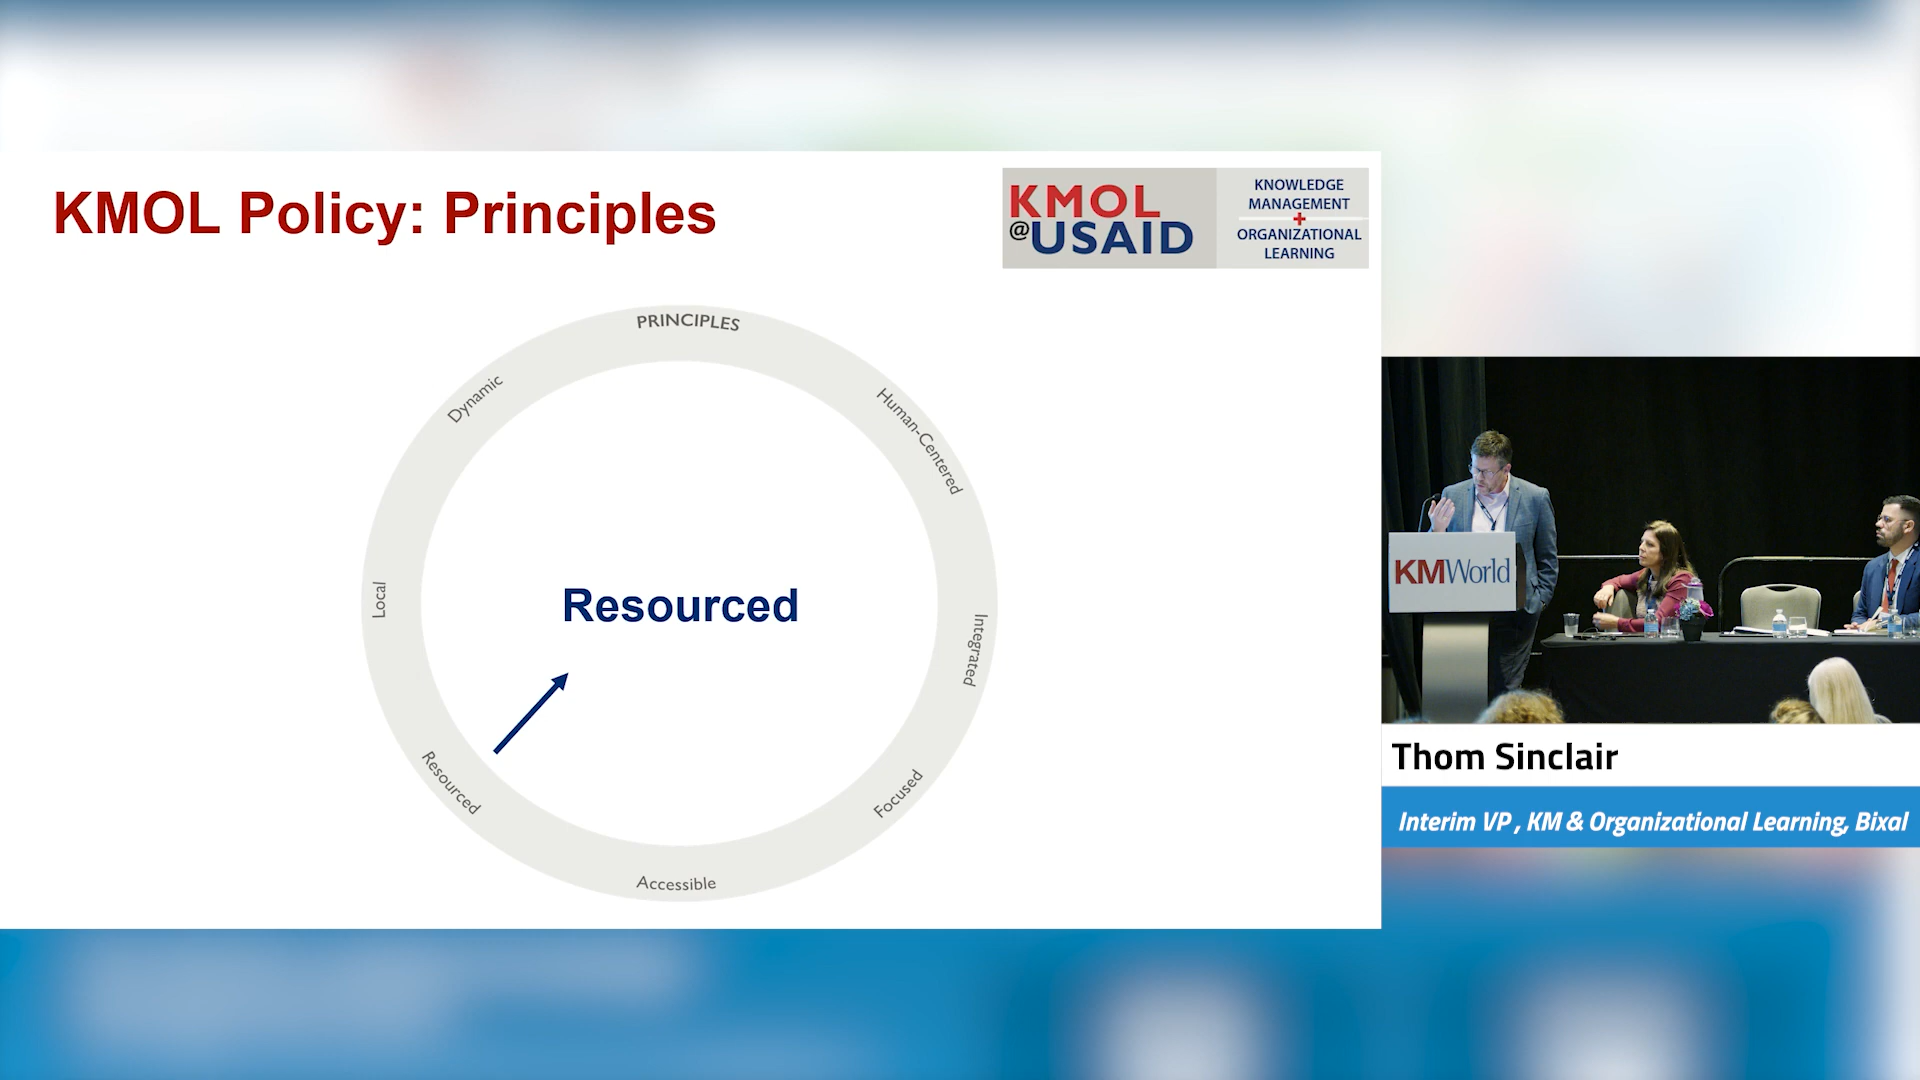 KMOL Policy: Principles
KMOL
@USAID
KNOWLEDGE
MANAGEMENT
+
ORGANIZATIONAL
LEARNING
PRINCIPLES
Human-Centered
Integrated
Focused
Accessible
Resourced
Local
Dynamic
Resourced
KMWorld
Thom Sinclair
Interim VP , KM & Organizational Learning, Bixal